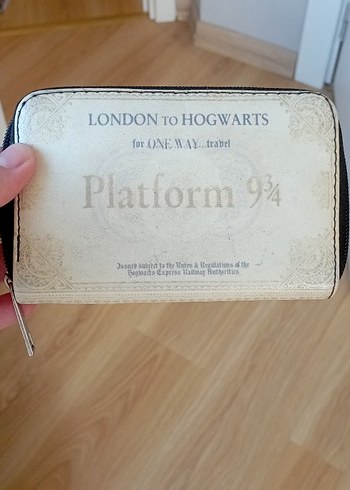 LONDON TO HOGWARTS
for ONE WAY...travel
Platform 9¾
Issued subject to the Rules & Regulations of the
Hogwarts Express Railway Authorities.